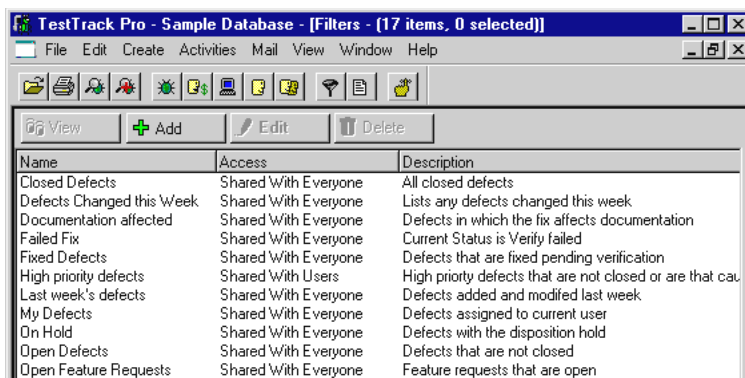 TestTrack Pro - Sample Database - [Filters - (17 items, 0 selected)]
File Edit Create Activities Mail View Window Help
View Add Edit Delete
Name Access Description
Closed Defects Shared With Everyone All closed defects
Defects Changed this Week Shared With Everyone Lists any defects changed this week
Documentation affected Shared With Everyone Defects in which the fix affects documentation
Failed Fix Shared With Everyone Current Status is Verify failed
Fixed Defects Shared With Everyone Defects that are fixed pending verification
High priority defects Shared With Users High priorty defects that are not closed or are that cau
Last week's defects Shared With Everyone Defects added and modifed last week
My Defects Shared With Everyone Defects assigned to current user
On Hold Shared With Everyone Defects with the disposition hold
Open Defects Shared With Everyone Defects that are not closed
Open Feature Requests Shared With Everyone Feature requests that are open